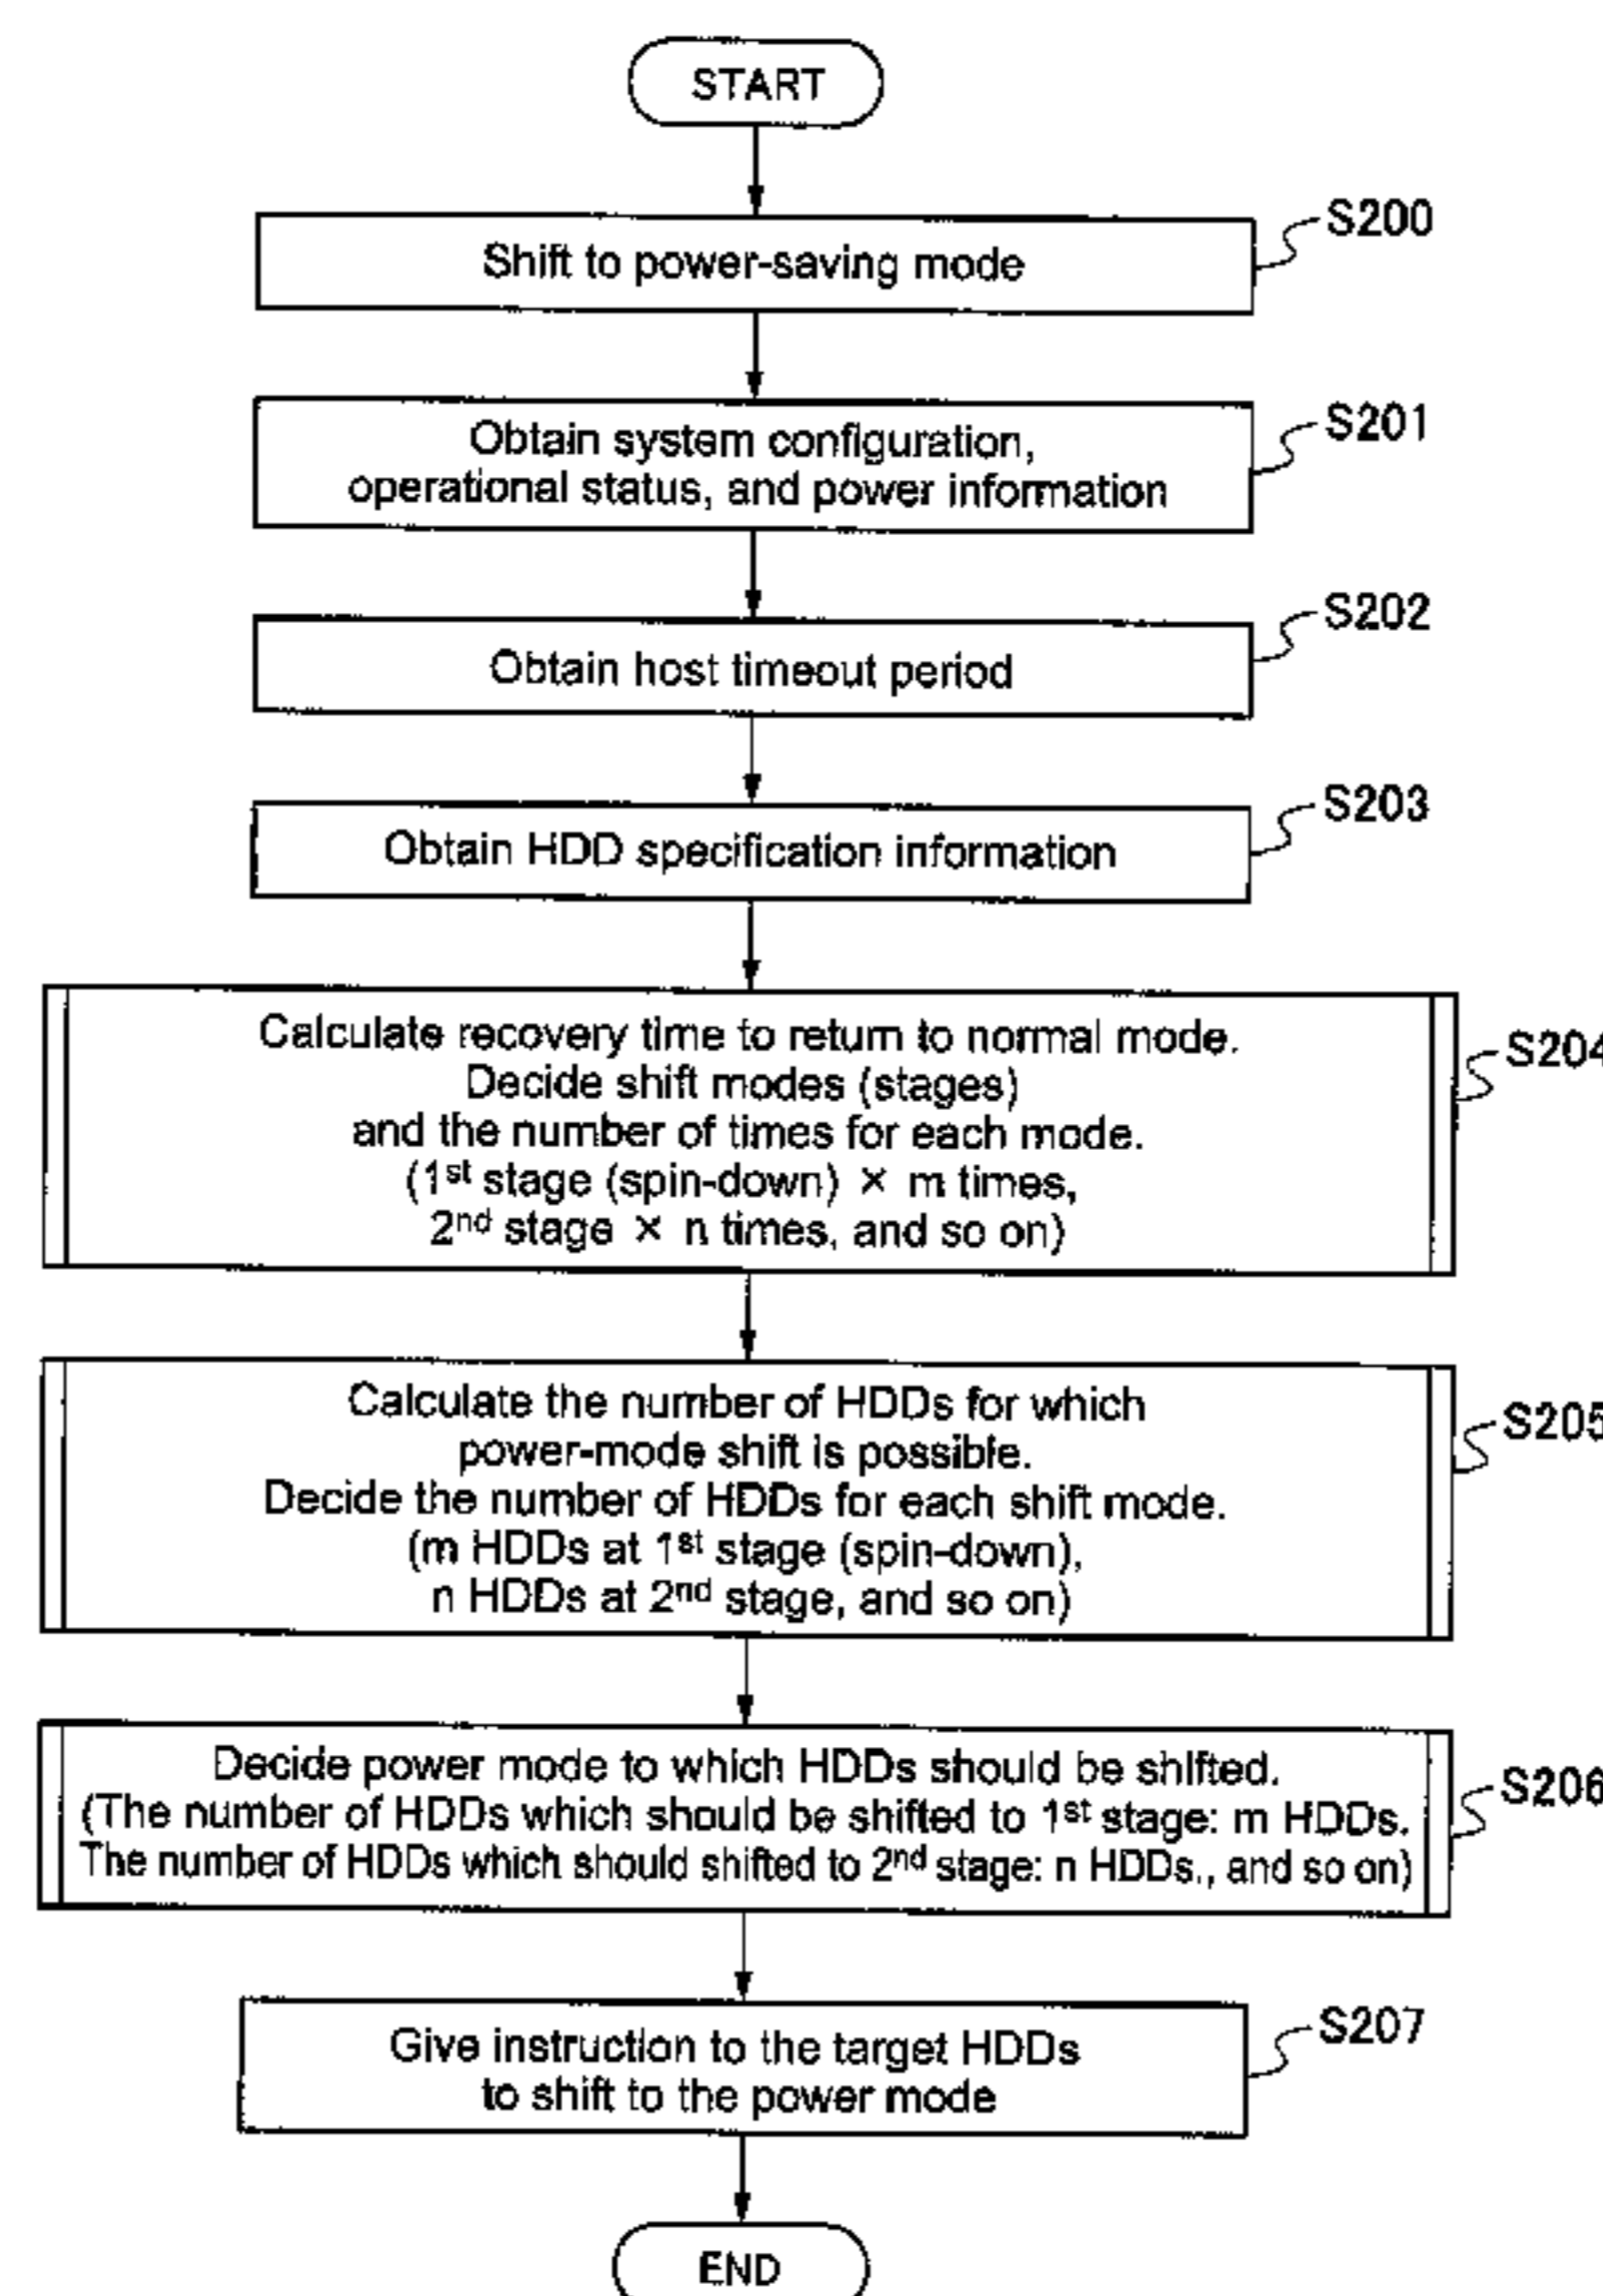 START
Shift to power-saving mode
S200
Obtain system configuration,
operational status, and power information
S201
Obtain host timeout period
S202
Obtain HDD specification information
S203
Calculate recovery time to return to normal mode.
Decide shift modes (stages)
and the number of times for each mode.
(1st stage (spin-down) × m times,
2nd stage × n times, and so on)
S204
Calculate the number of HDDs for which
power-mode shift is possible.
Decide the number of HDDs for each shift mode.
(m HDDs at 1st stage (spin-down),
n HDDs at 2nd stage, and so on)
S205
Decide power mode to which HDDs should be shifted.
(The number of HDDs which should be shifted to 1st stage: m HDDs.
The number of HDDs which should shifted to 2nd stage: n HDDs., and so on)
S206
Give instruction to the target HDDs
to shift to the power mode
S207
END